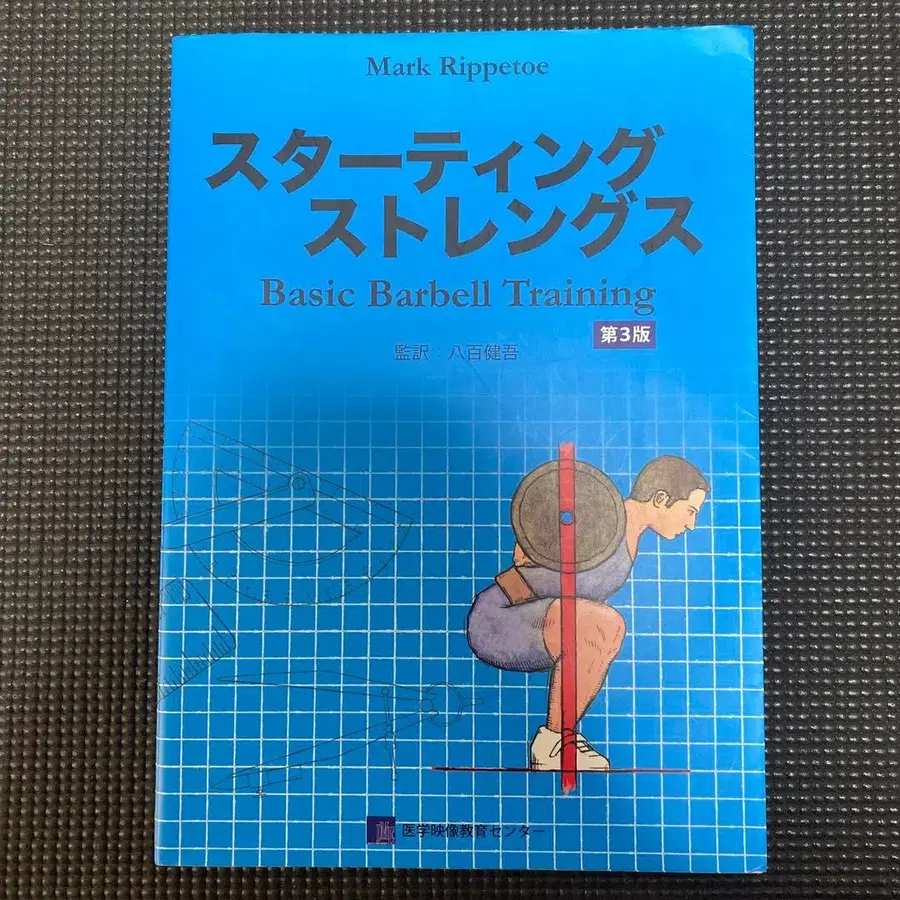 Mark Rippetoe
スターティング
ストレングス
Basic Barbell Training
第3版
監訳：八百健吾
医学映像教育センター